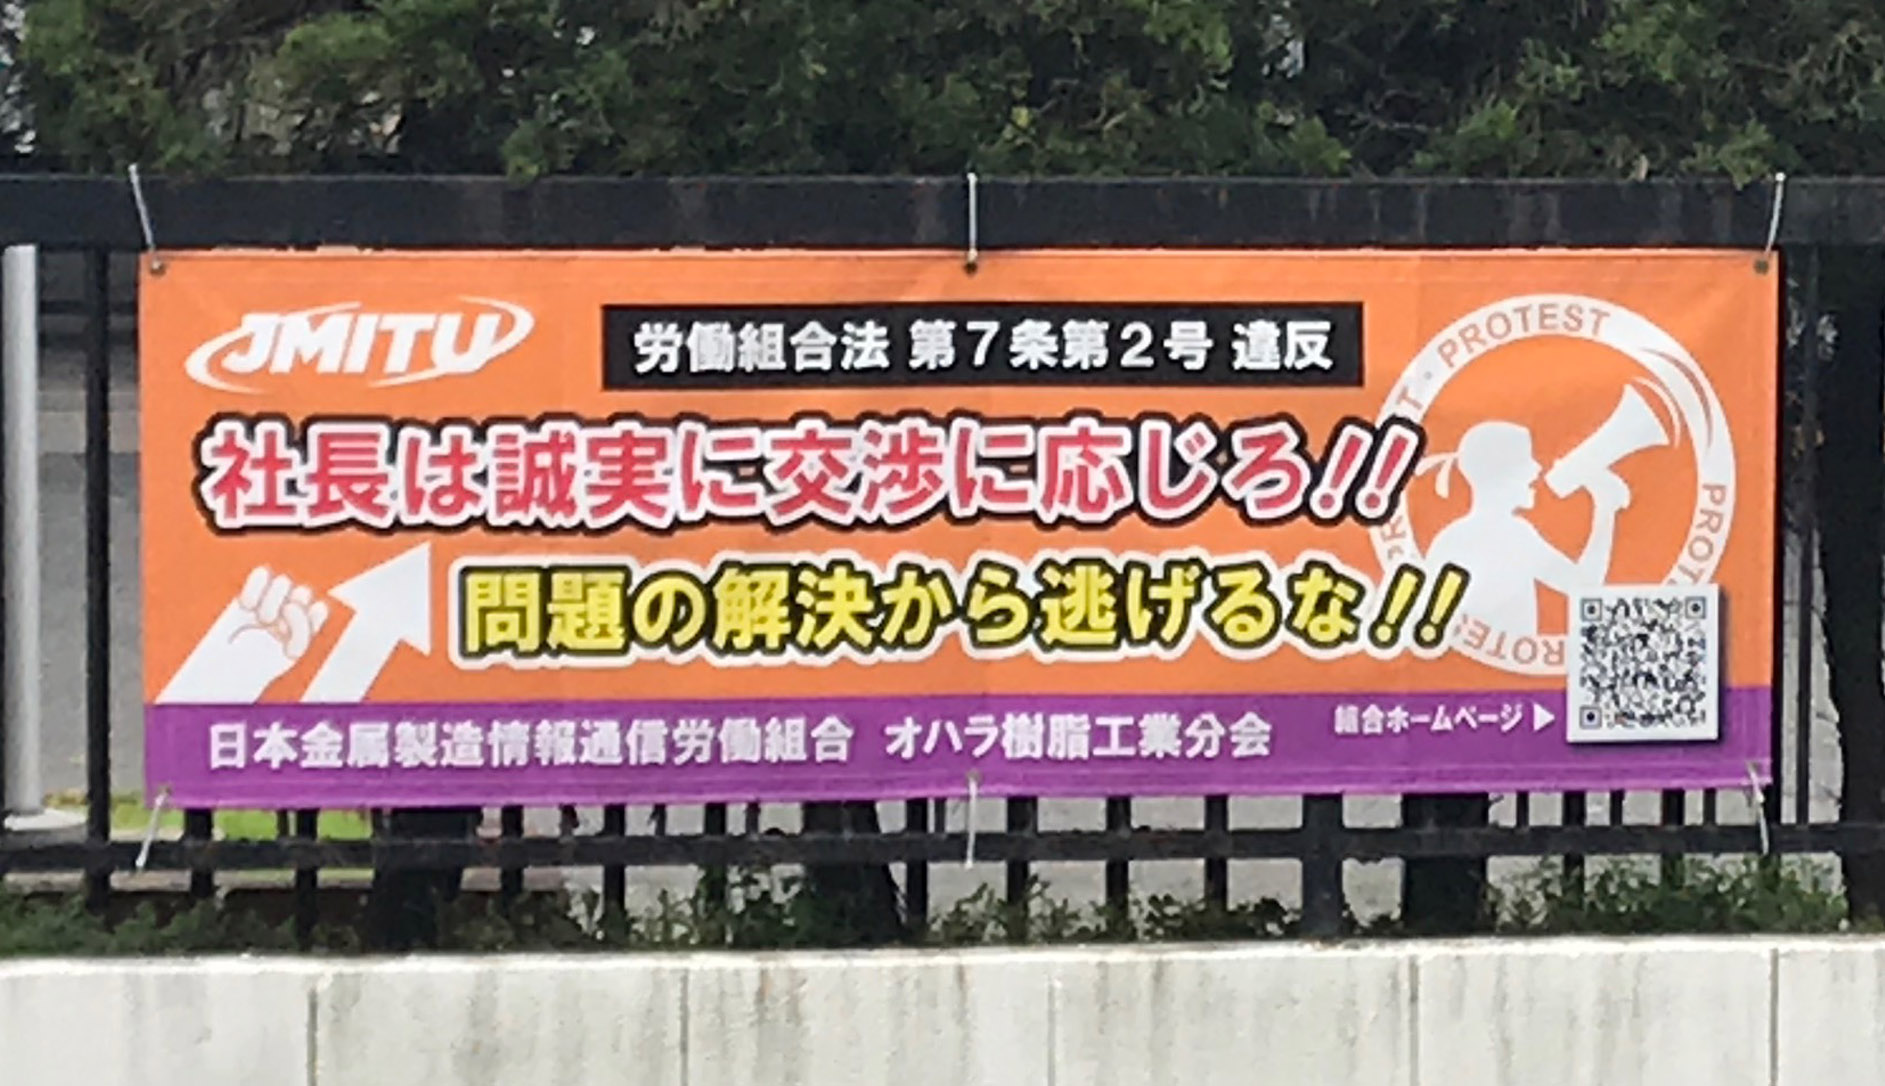 JMITU
労働組合法 第7条第2号 違反
社長は誠実に交渉に応じろ!!
問題の解決から逃げるな!!
PROTEST
日本金属製造情報通信労働組合 オハラ樹脂工業分会
組合ホームページ▶